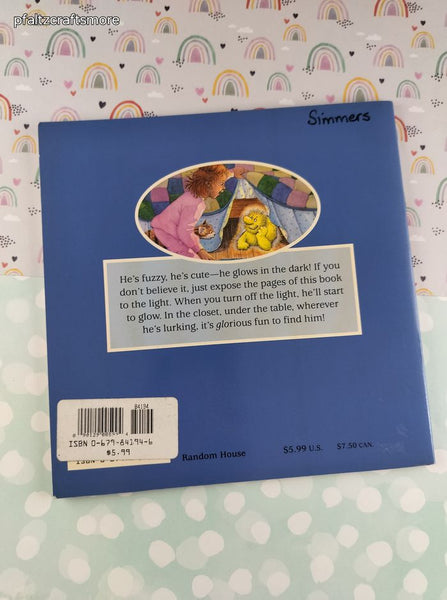 pfaltzcraftsmore
Simmers
He's fuzzy, he's cute—he glows in the dark! If you
don't believe it, just expose the pages of this book
to the light. When you turn off the light, he'll start
to glow. In the closet, under the table, wherever
he's lurking, it's glorious fun to find him!
84194
ISBN 0-679-84194-6
$5.99
Random House
$5.99 U.S.
$7.50 CAN.